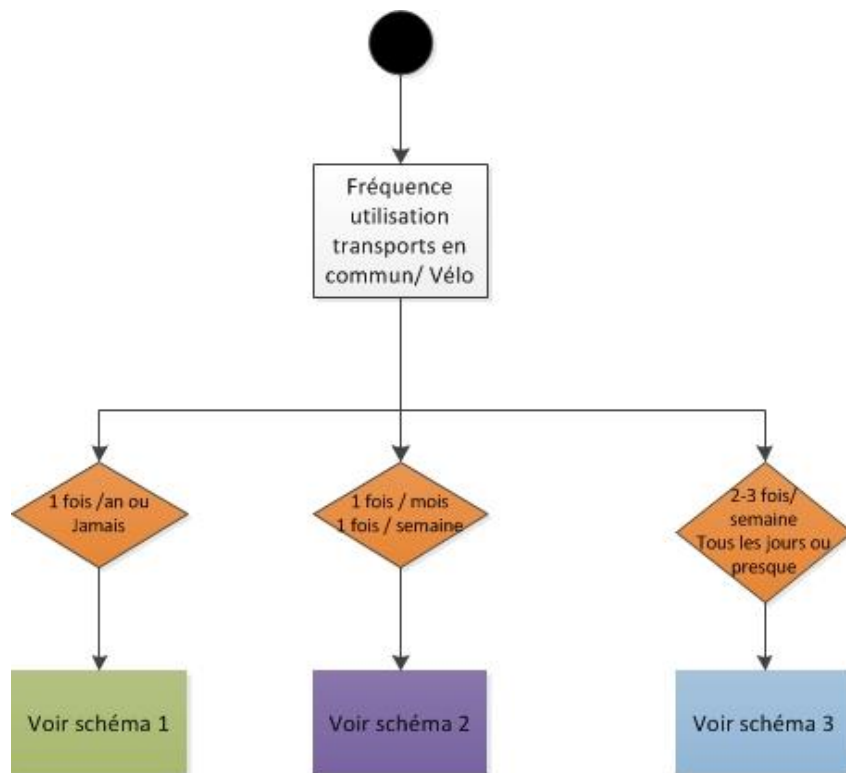 Fréquence
utilisation
transports en
commun/ Vélo
1 fois /an ou
Jamais
1 fois / mois
1 fois / semaine
2-3 fois/
semaine
Tous les jours ou
presque
Voir schéma 1
Voir schéma 2
Voir schéma 3